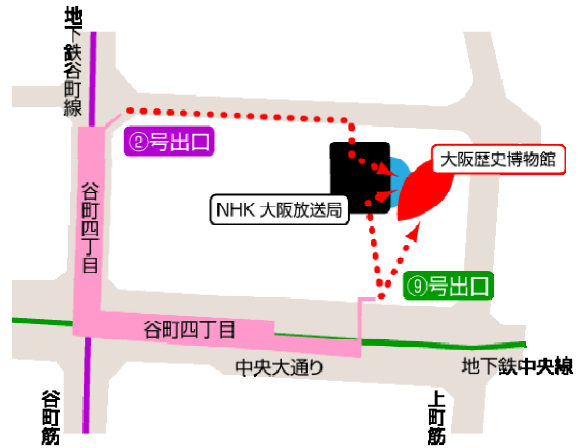 地下鉄谷町線
②号出口
大阪歴史博物館
谷町四丁目
NHK 大阪放送局
⑨号出口
谷町四丁目
中央大通り
地下鉄中央線
谷町筋
上町筋